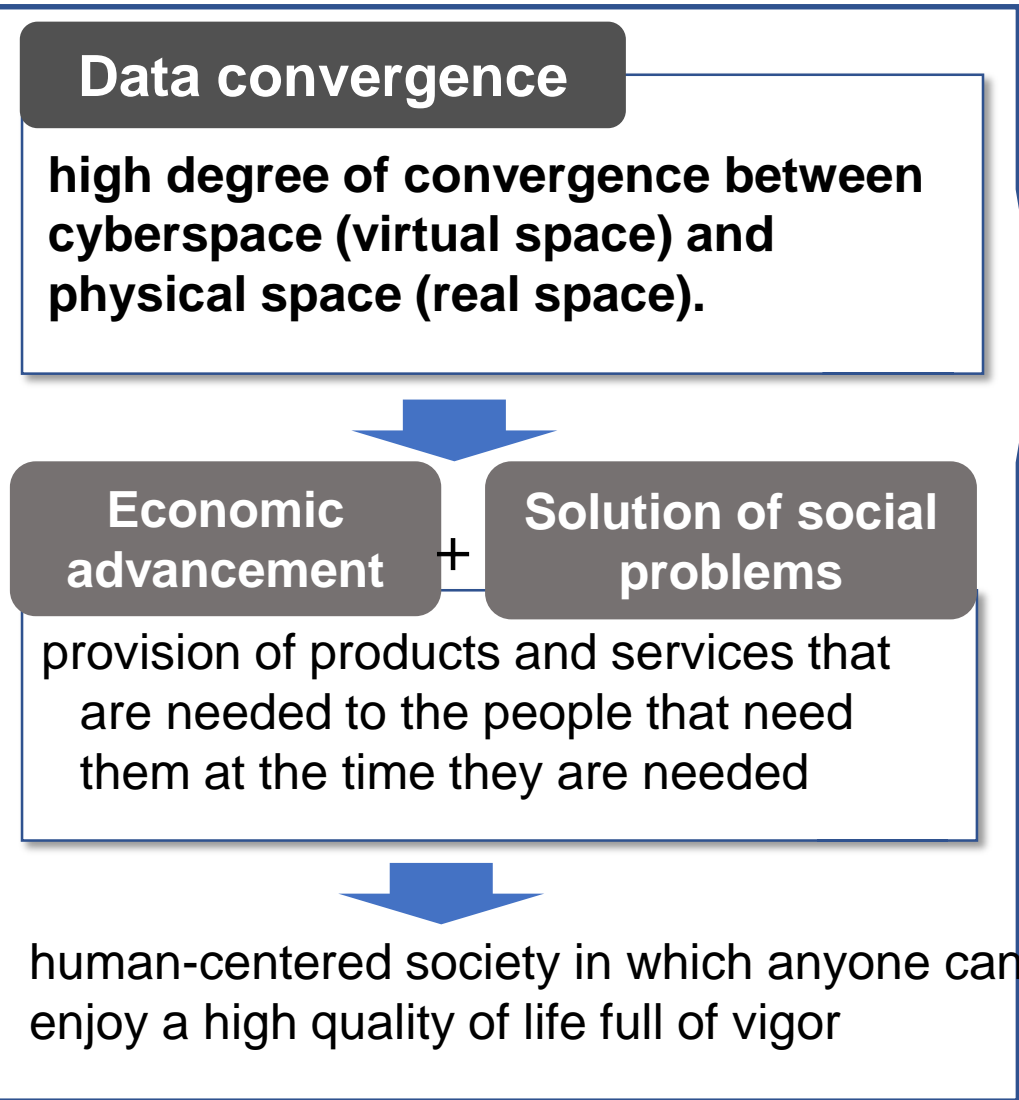 Data convergence
high degree of convergence between
cyberspace (virtual space) and
physical space (real space).
Economic
advancement
+
Solution of social
problems
provision of products and services that
are needed to the people that need
them at the time they are needed
human-centered society in which anyone can
enjoy a high quality of life full of vigor